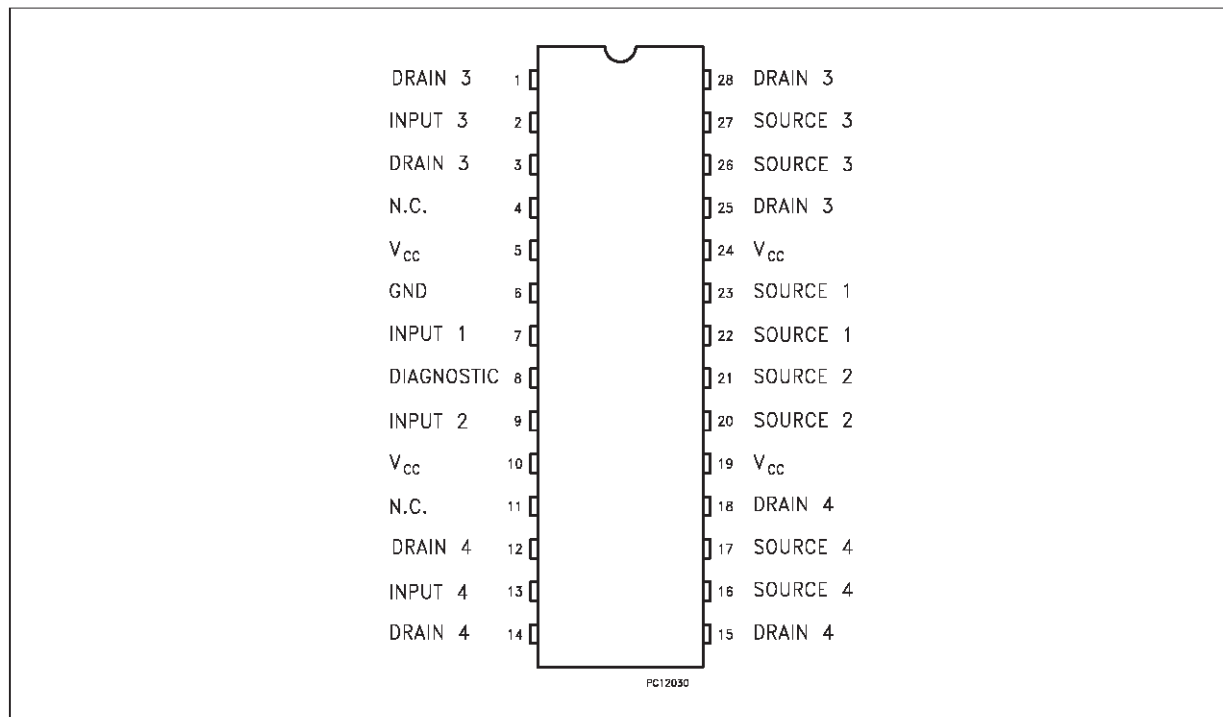 DRAIN 3 1 28 DRAIN 3
INPUT 3 2 27 SOURCE 3
DRAIN 3 3 26 SOURCE 3
N.C. 4 25 DRAIN 3
VCC 5 24 VCC
GND 6 23 SOURCE 1
INPUT 1 7 22 SOURCE 1
DIAGNOSTIC 8 21 SOURCE 2
INPUT 2 9 20 SOURCE 2
VCC 10 19 VCC
N.C. 11 18 DRAIN 4
DRAIN 4 12 17 SOURCE 4
INPUT 4 13 16 SOURCE 4
DRAIN 4 14 15 DRAIN 4
PC12030